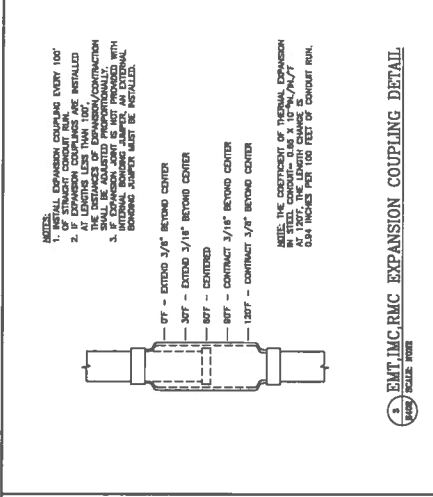 NOTES:
1. INSTALL EXPANSION COUPLING EVERY 100'
OF STRAIGHT CONDUIT RUN.
2. IF EXPANSION COUPLINGS ARE INSTALLED
AT LENGTHS LESS THAN 100',
THE DISTANCES OF EXPANSION/CONTRACTION
SHALL BE ADJUSTED PROPORTIONALLY.
3. IF EXPANSION JOINT IS NOT PROVIDED WITH
INTERNAL BONDING JUMPER, AN EXTERNAL
BONDING JUMPER MUST BE INSTALLED.
0°F - EXTEND 3/8" BEYOND CENTER
30°F - EXTEND 3/16" BEYOND CENTER
60°F - CENTERED
90°F - CONTRACT 3/16" BEYOND CENTER
120°F - CONTRACT 3/8" BEYOND CENTER
NOTE: THE COEFFICIENT OF THERMAL EXPANSION
IN STEEL CONDUIT= 0.65 X 10 IN./IN./°F
AT 120°F, THE LENGTH CHANGE IS
0.94 INCHES PER 100 FEET OF CONDUIT RUN.
EMT,IMC,RMC EXPANSION COUPLING DETAIL
SCALE: NONE